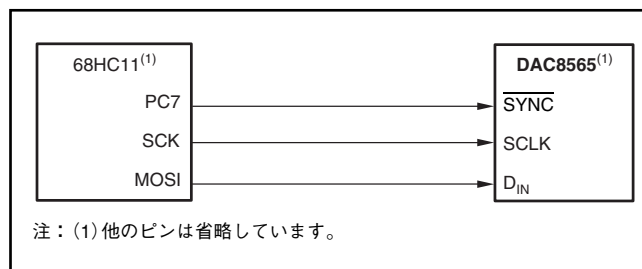 68HC11(1)
DAC8565(1)
PC7
SYNC
SCK
SCLK
MOSI
DIN
注：(1)他のピンは省略しています。